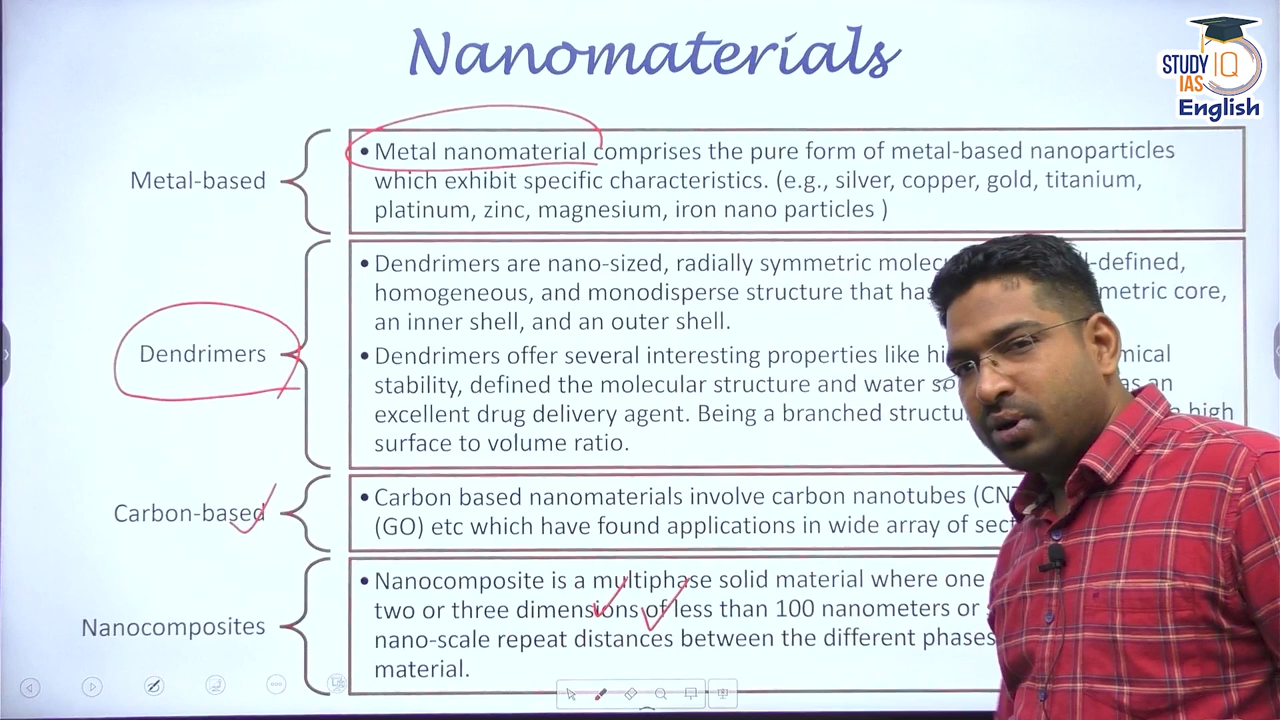 Nanomaterials
STUDY IQ
IAS
English
Metal-based
• Metal nanomaterial comprises the pure form of metal-based nanoparticles
which exhibit specific characteristics. (e.g., silver, copper, gold, titanium,
platinum, zinc, magnesium, iron nano particles )
Dendrimers
• Dendrimers are nano-sized, radially symmetric
homogeneous, and monodisperse structure that has core,
an inner shell, and an outer shell.
• Dendrimers offer several interesting properties like
stability, defined the molecular structure and water an
excellent drug delivery agent. Being a branched high
surface to volume ratio.
Carbon-based
• Carbon based nanomaterials involve carbon nanotubes
(GO) etc which have found applications in wide array of
Nanocomposites
• Nanocomposite is a multiphase solid material where one
two or three dimensions of less than 100 nanometers or
nano-scale repeat distances between the different phases
material.